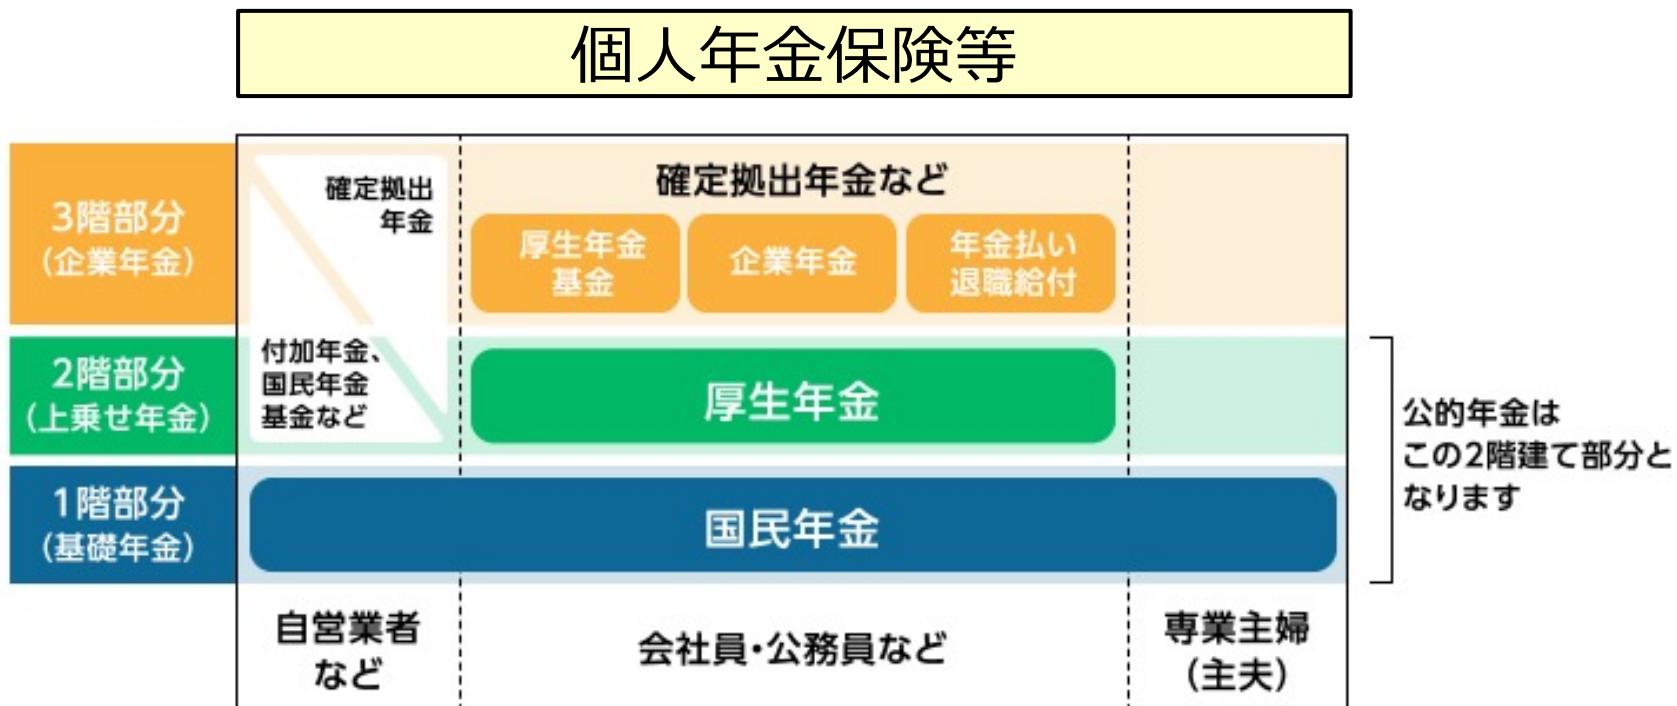 個人年金保険等
3階部分
（企業年金）
確定拠出
年金
確定拠出年金など
厚生年金
基金
企業年金
年金払い
退職給付
2階部分
（上乗せ年金）
付加年金、
国民年金
基金など
厚生年金
1階部分
（基礎年金）
国民年金
公的年金は
この2階建て部分と
なります
自営業者
など
会社員・公務員など
専業主婦
（主夫）